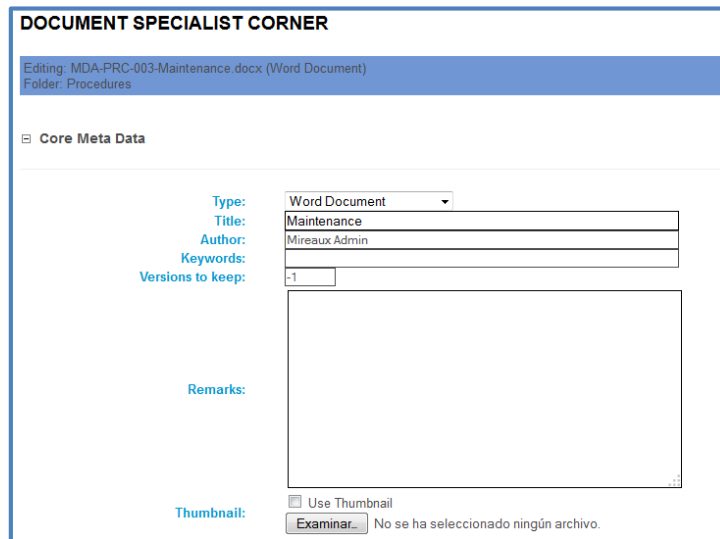 DOCUMENT SPECIALIST CORNER
Editing: MDA-PRC-003-Maintenance.docx (Word Document)
Folder: Procedures
Core Meta Data
Type: Word Document
Title: Maintenance
Author: Mireaux Admin
Keywords:
Versions to keep: -1
Remarks:
Use Thumbnail
Thumbnail:
Examinar... No se ha seleccionado ningún archivo.